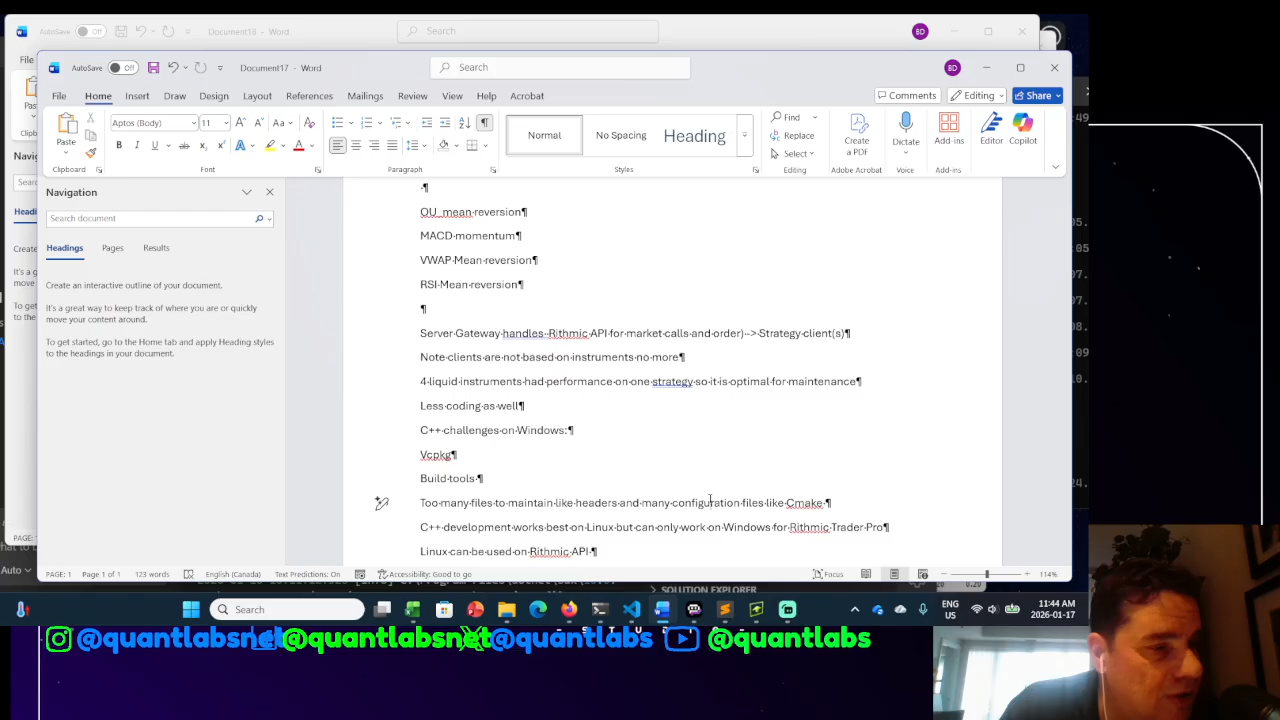 AutoSave Off Document18 - Word Search BD
AutoSave Off Document17 - Word Search BD
File Home Insert Draw Design Layout References Mailings Review View Help Acrobat Comments Editing Share
Paste Aptos (Body) 11 Normal No Spacing Heading Find Replace Select Create a PDF Dictate Add-ins Editor Copilot
Clipboard Font Paragraph Styles Editing Adobe Acrobat Voice Add-ins
Navigation
Search document
Headings Pages Results
Create an interactive outline of your document.
It's a great way to keep track of where you are or quickly move your content around.
To get started, go to the Home tab and apply Heading styles to the headings in your document.
OU_mean·reversion¶
MACD·momentum¶
VWAP·Mean·reversion¶
RSI·Mean·reversion¶
¶
Server·Gateway·handles·-Rithmic·API·for·market·calls·and·order)–>·Strategy·client(s)¶
Note·clients·are·not·based·on·instruments·no·more¶
4·liquid·instruments·had·performance·on·one·strategy·so·it·is·optimal·for·maintenance¶
Less·coding·as·well¶
C++·challenges·on·Windows:¶
Vcpkg¶
Build·tools·¶
Too·many·files·to·maintain·like·headers·and·many·configuration·files·like·Cmake·¶
C++·development·works·best·on·Linux·but·can·only·work·on·Windows·for·Rithmic·Trader·Pro¶
Linux·can·be·used·on·Rithmic·API·¶
PAGE: 1 Page 1 of 1 123 words English (Canada) Text Predictions: On Accessibility: Good to go Focus 114%
SOLUTION EXPLORER
Search ENG US 11:44 AM 2026-01-17
@quantlabsnet @quantlabsnet @quantlabs @quantlabs